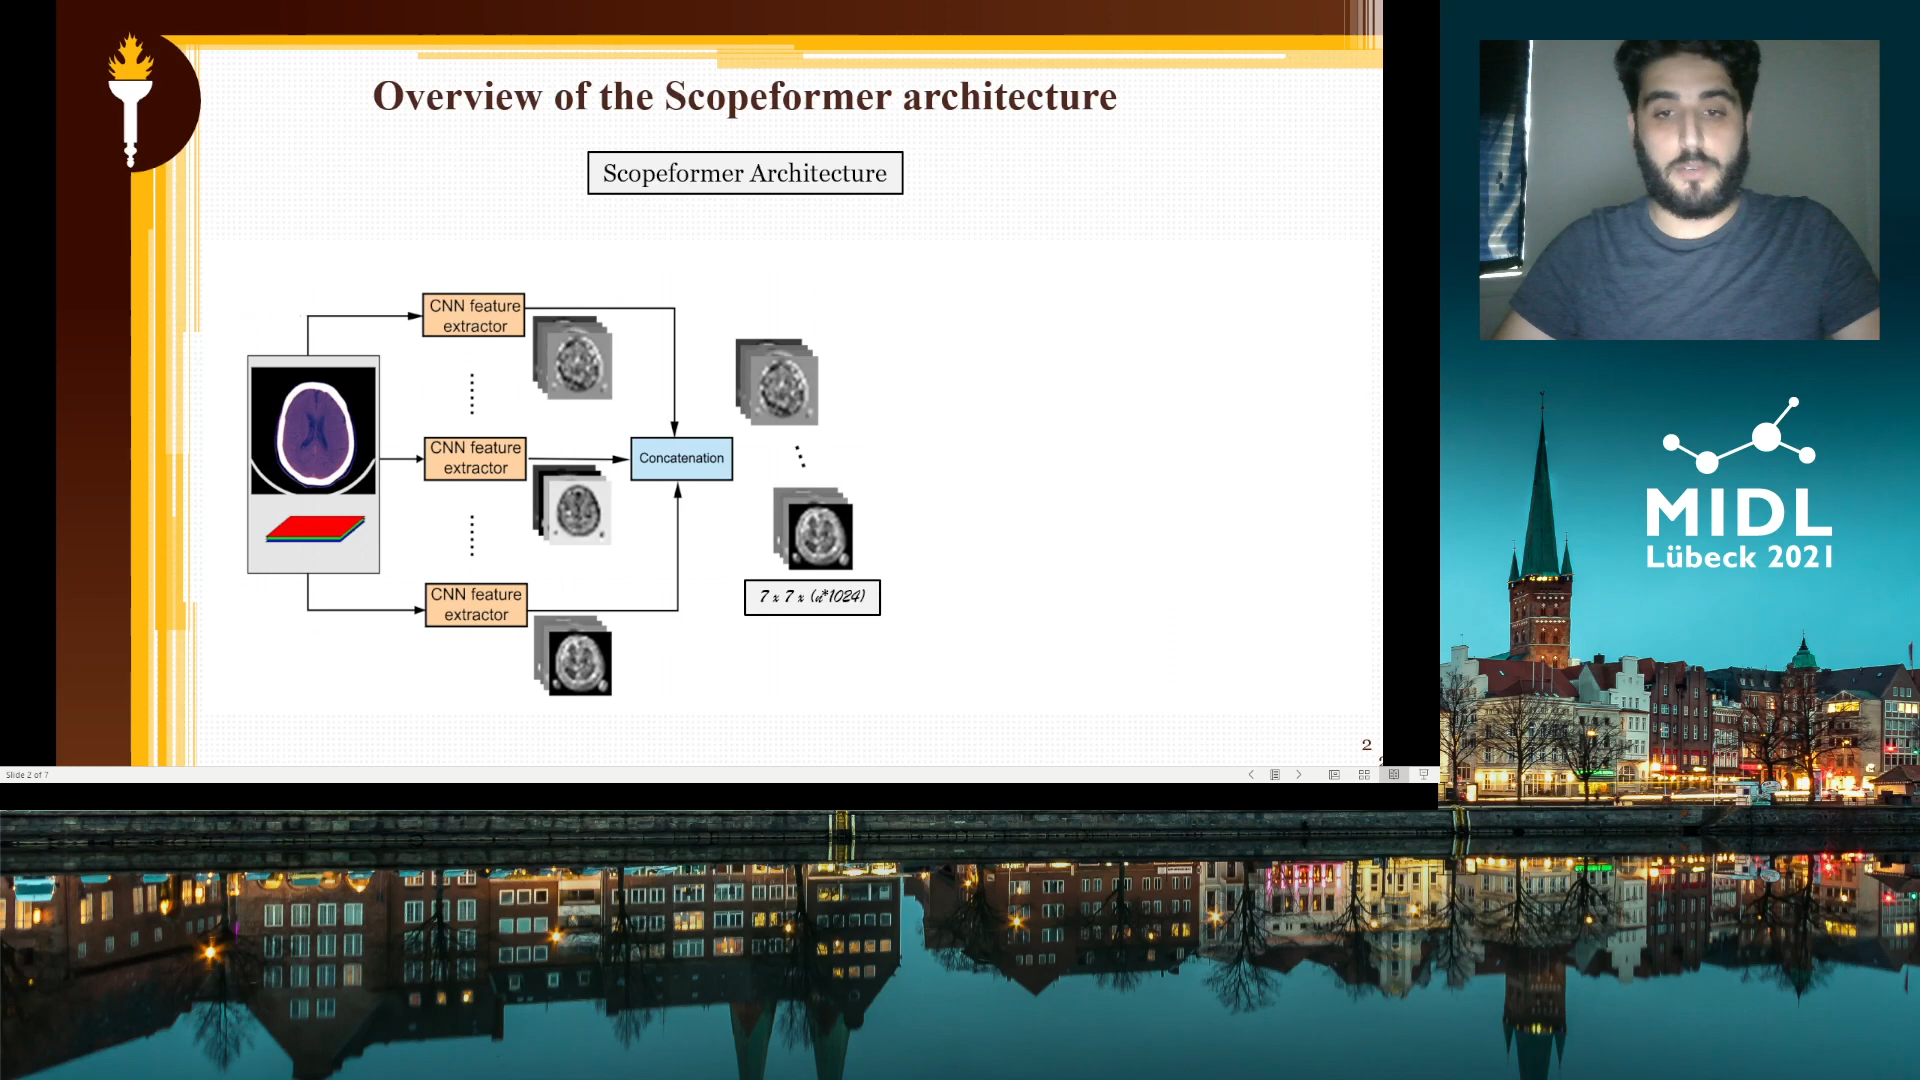 Overview of the Scopeformer architecture
Scopeformer Architecture
CNN feature
extractor
CNN feature
extractor
Concatenation
CNN feature
extractor
7 x 7 x (n*1024)
2
Slide 2 of 7
MIDL
Lübeck 2021